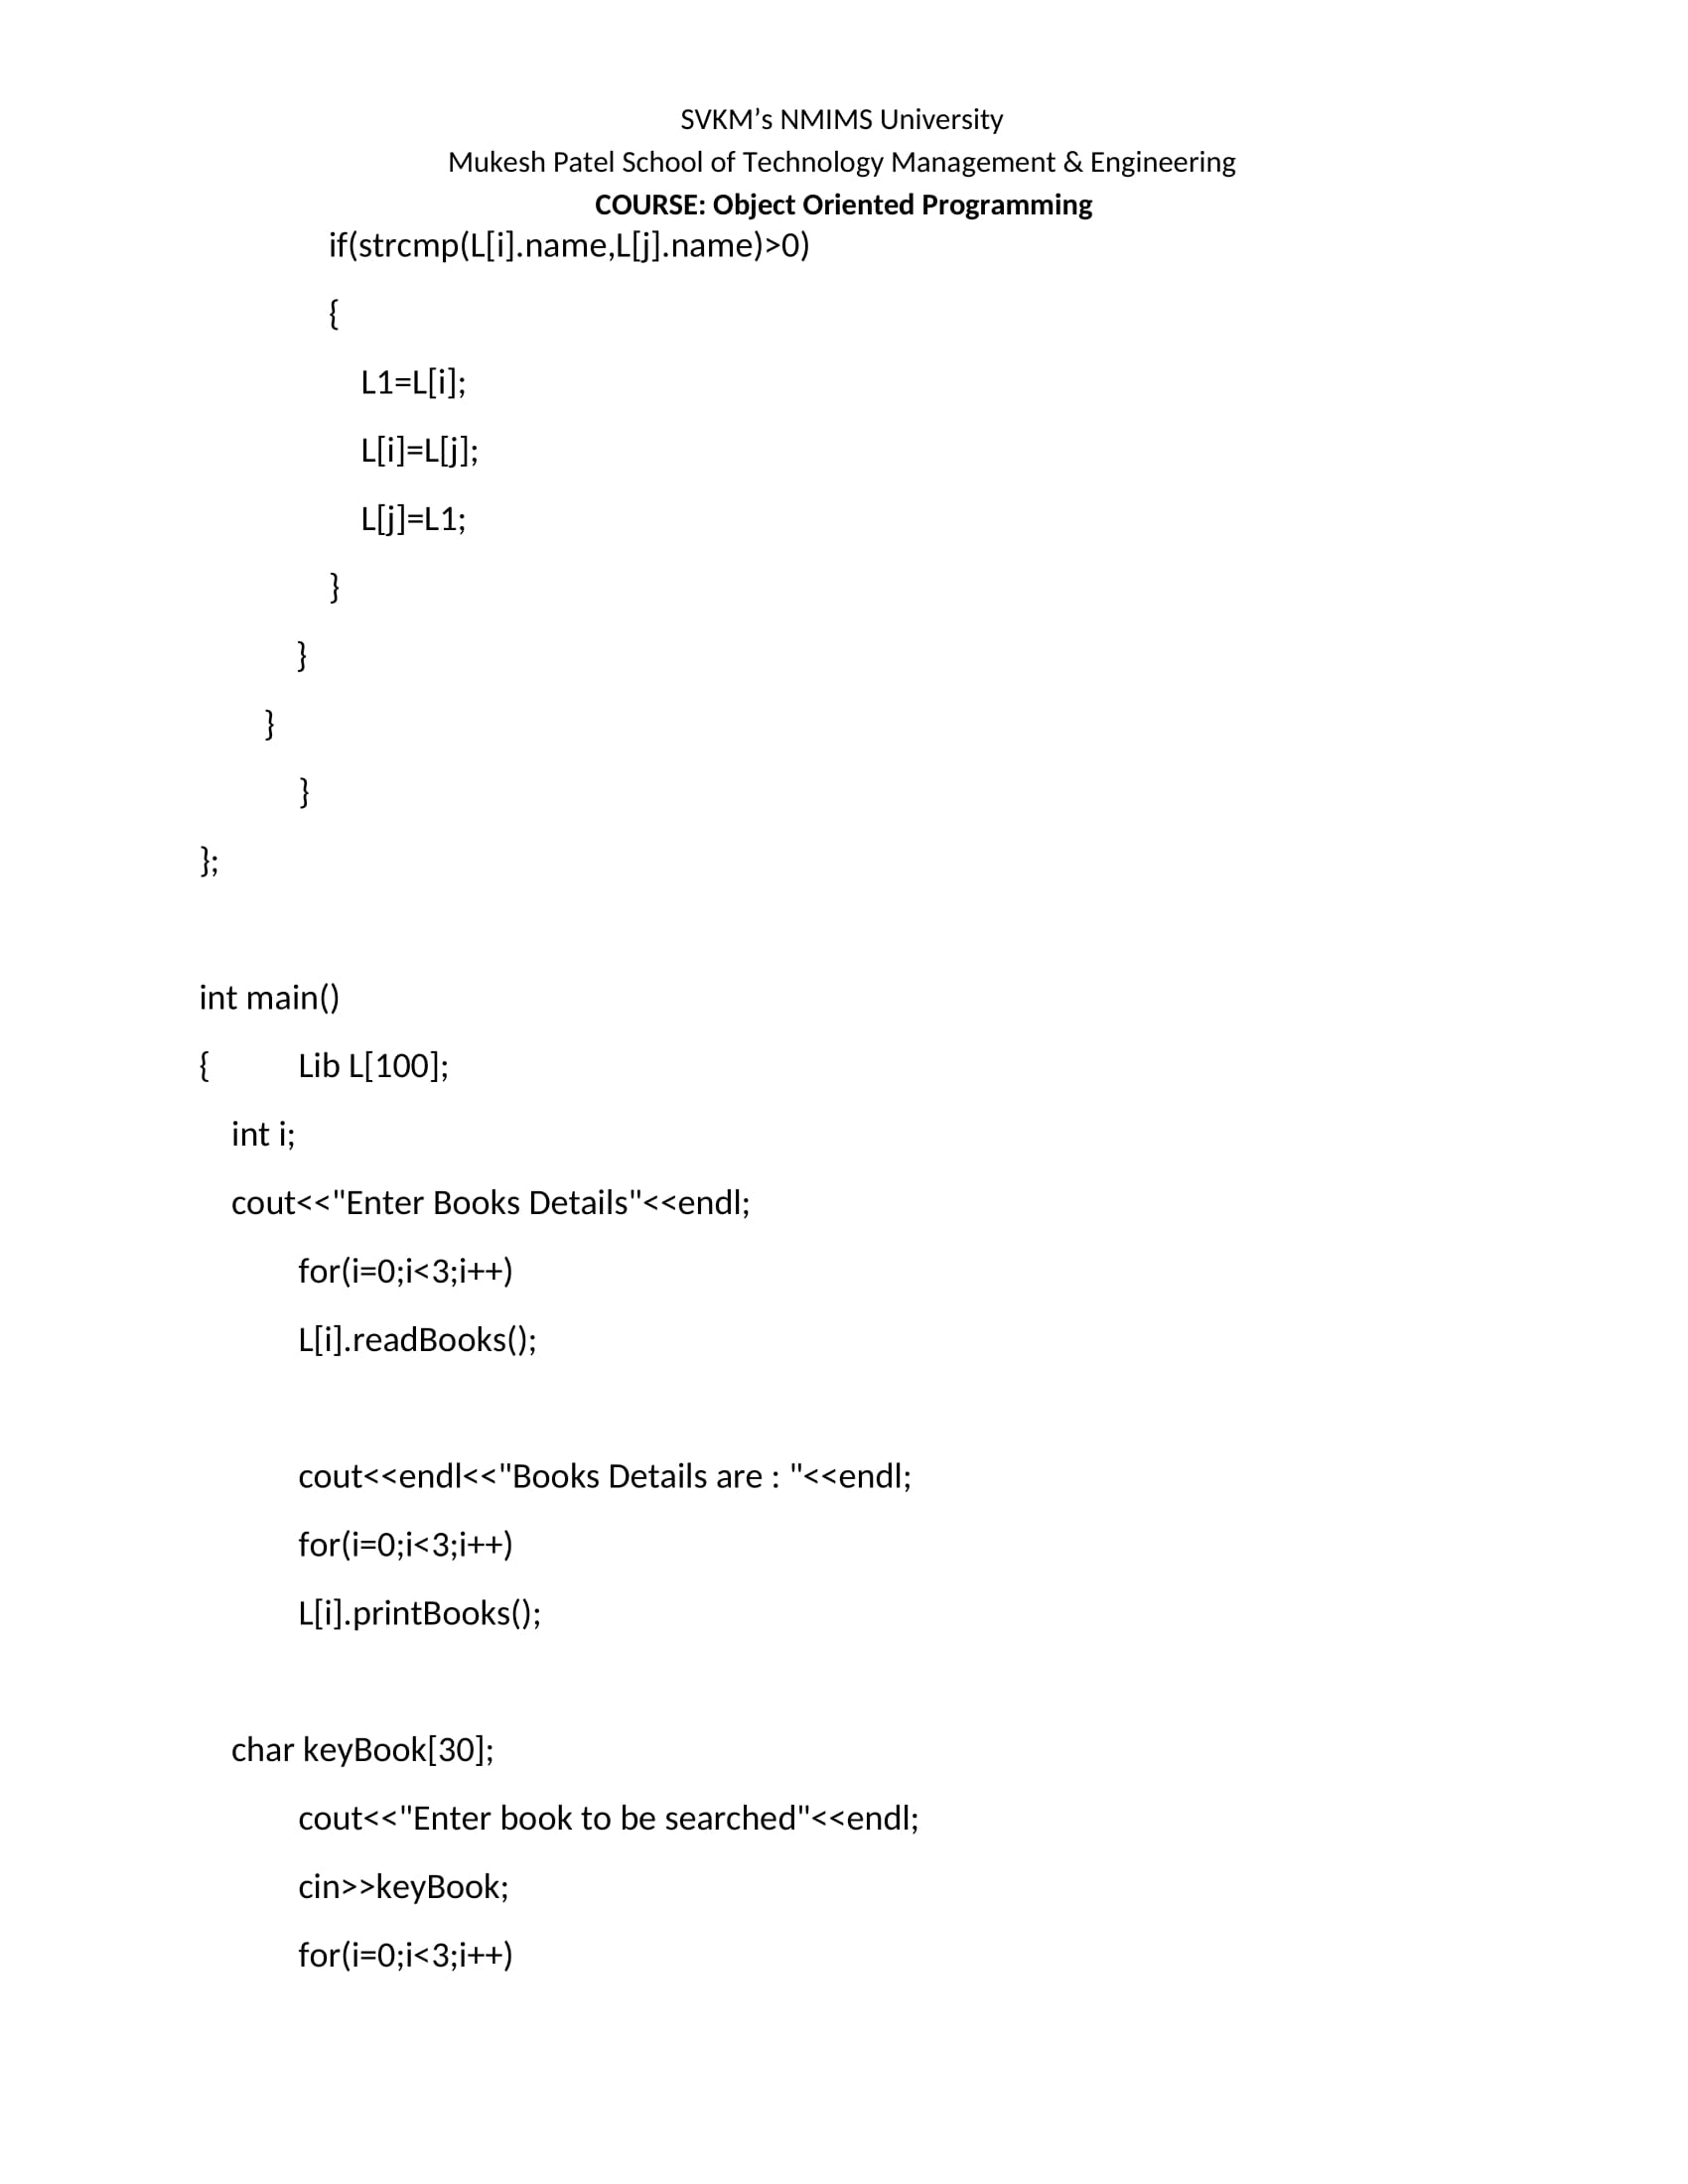 SVKM’s NMIMS University
Mukesh Patel School of Technology Management & Engineering
COURSE: Object Oriented Programming
if(strcmp(L[i].name,L[j].name)>0)
{
L1=L[i];
L[i]=L[j];
L[j]=L1;
}
}
}
}
};
int main()
{ Lib L[100];
int i;
cout<<"Enter Books Details"<<endl;
for(i=0;i<3;i++)
L[i].readBooks();
cout<<endl<<"Books Details are : "<<endl;
for(i=0;i<3;i++)
L[i].printBooks();
char keyBook[30];
cout<<"Enter book to be searched"<<endl;
cin>>keyBook;
for(i=0;i<3;i++)